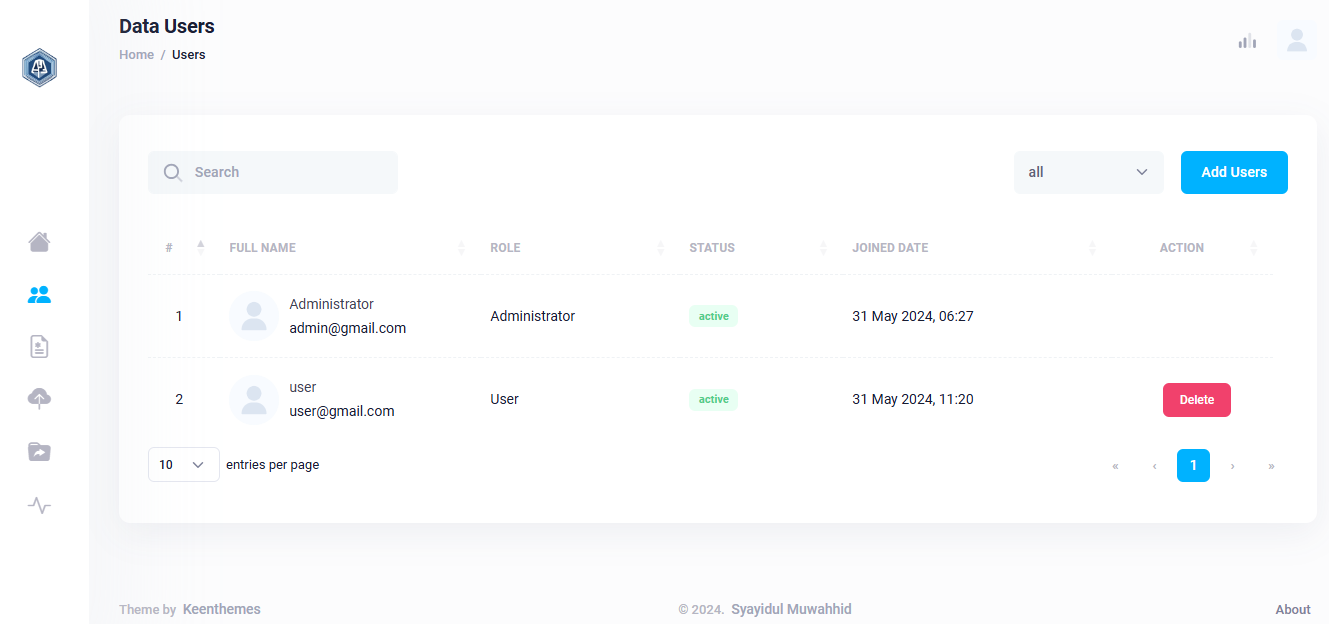 Data Users
Home / Users
Search
all
Add Users
# FULL NAME ROLE STATUS JOINED DATE ACTION
1 Administrator admin@gmail.com Administrator active 31 May 2024, 06:27
2 user user@gmail.com User active 31 May 2024, 11:20 Delete
10 entries per page « ‹ 1 › »
Theme by Keenthemes © 2024. Syayidul Muwahhid About